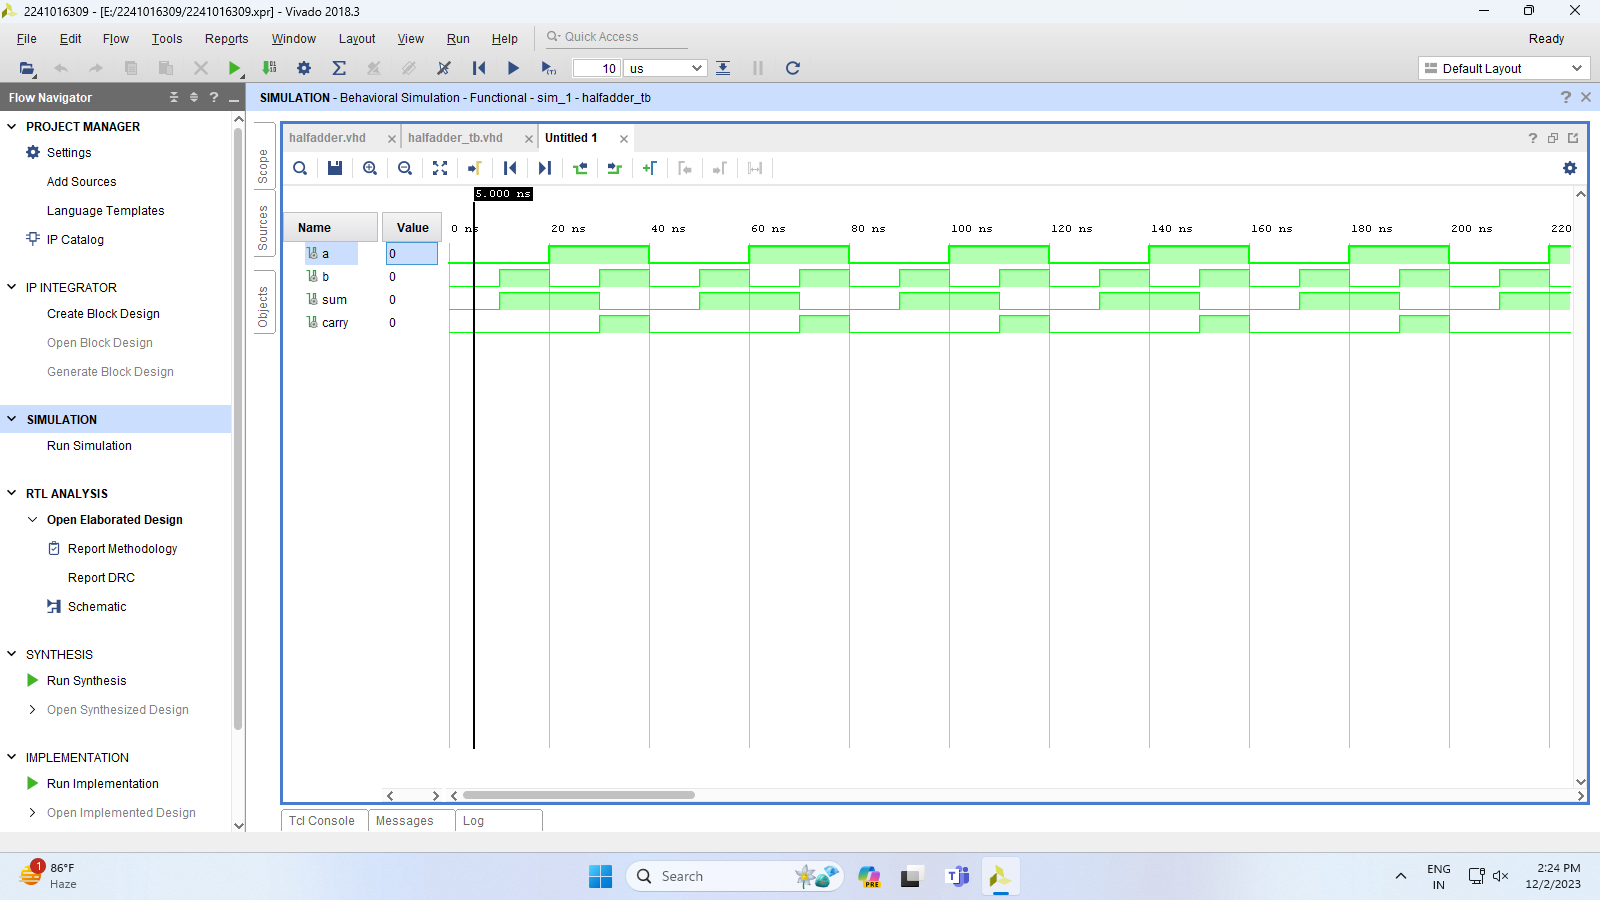 2241016309 - [E:/2241016309/2241016309.xpr] - Vivado 2018.3
File Edit Flow Tools Reports Window Layout View Run Help Quick Access Ready
10 us Default Layout
Flow Navigator
SIMULATION - Behavioral Simulation - Functional - sim_1 - halfadder_tb
PROJECT MANAGER
Settings
Add Sources
Language Templates
IP Catalog
IP INTEGRATOR
Create Block Design
Open Block Design
Generate Block Design
SIMULATION
Run Simulation
RTL ANALYSIS
Open Elaborated Design
Report Methodology
Report DRC
Schematic
SYNTHESIS
Run Synthesis
Open Synthesized Design
IMPLEMENTATION
Run Implementation
Open Implemented Design
Scope
Sources
Objects
halfadder.vhd halfadder_tb.vhd Untitled 1
5.000 ns
Name Value 0 ns 20 ns 40 ns 60 ns 80 ns 100 ns 120 ns 140 ns 160 ns 180 ns 200 ns 220
a 0
b 0
sum 0
carry 0
Tcl Console Messages Log
1 86°F
Haze
Search
PRE
ENG
IN
2:24 PM
12/2/2023